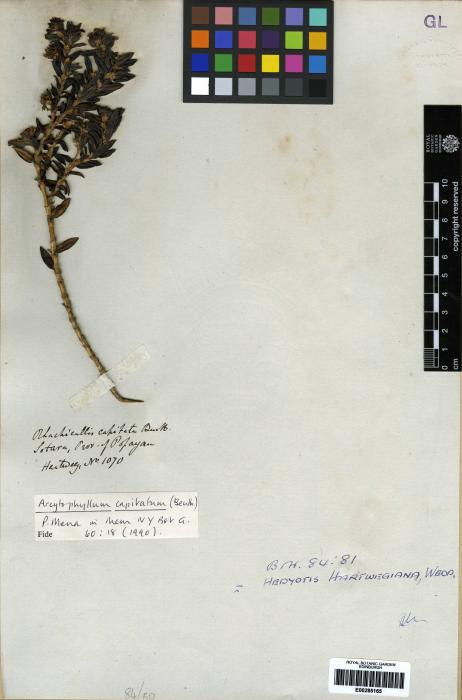 GL
ROYAL
BOTANIC
GARDEN
EDINBURGH
copyright reserved
10
9
8
7
6
5
4
3
2
1
0
cm
Rhachicallis capitata Benth.
Sotara, Prov. of Popayan
Hartweg, No 1070
Arcytophyllum capitatum (Benth)
P. Mena in Mem NY Bot G.
Fide 60 : 18 (1990).
84 : 81
= HEDYOTIS HARTWEGIANA, WEDD.
ROYAL BOTANIC GARDEN
EDINBURGH
E00285165
84/50